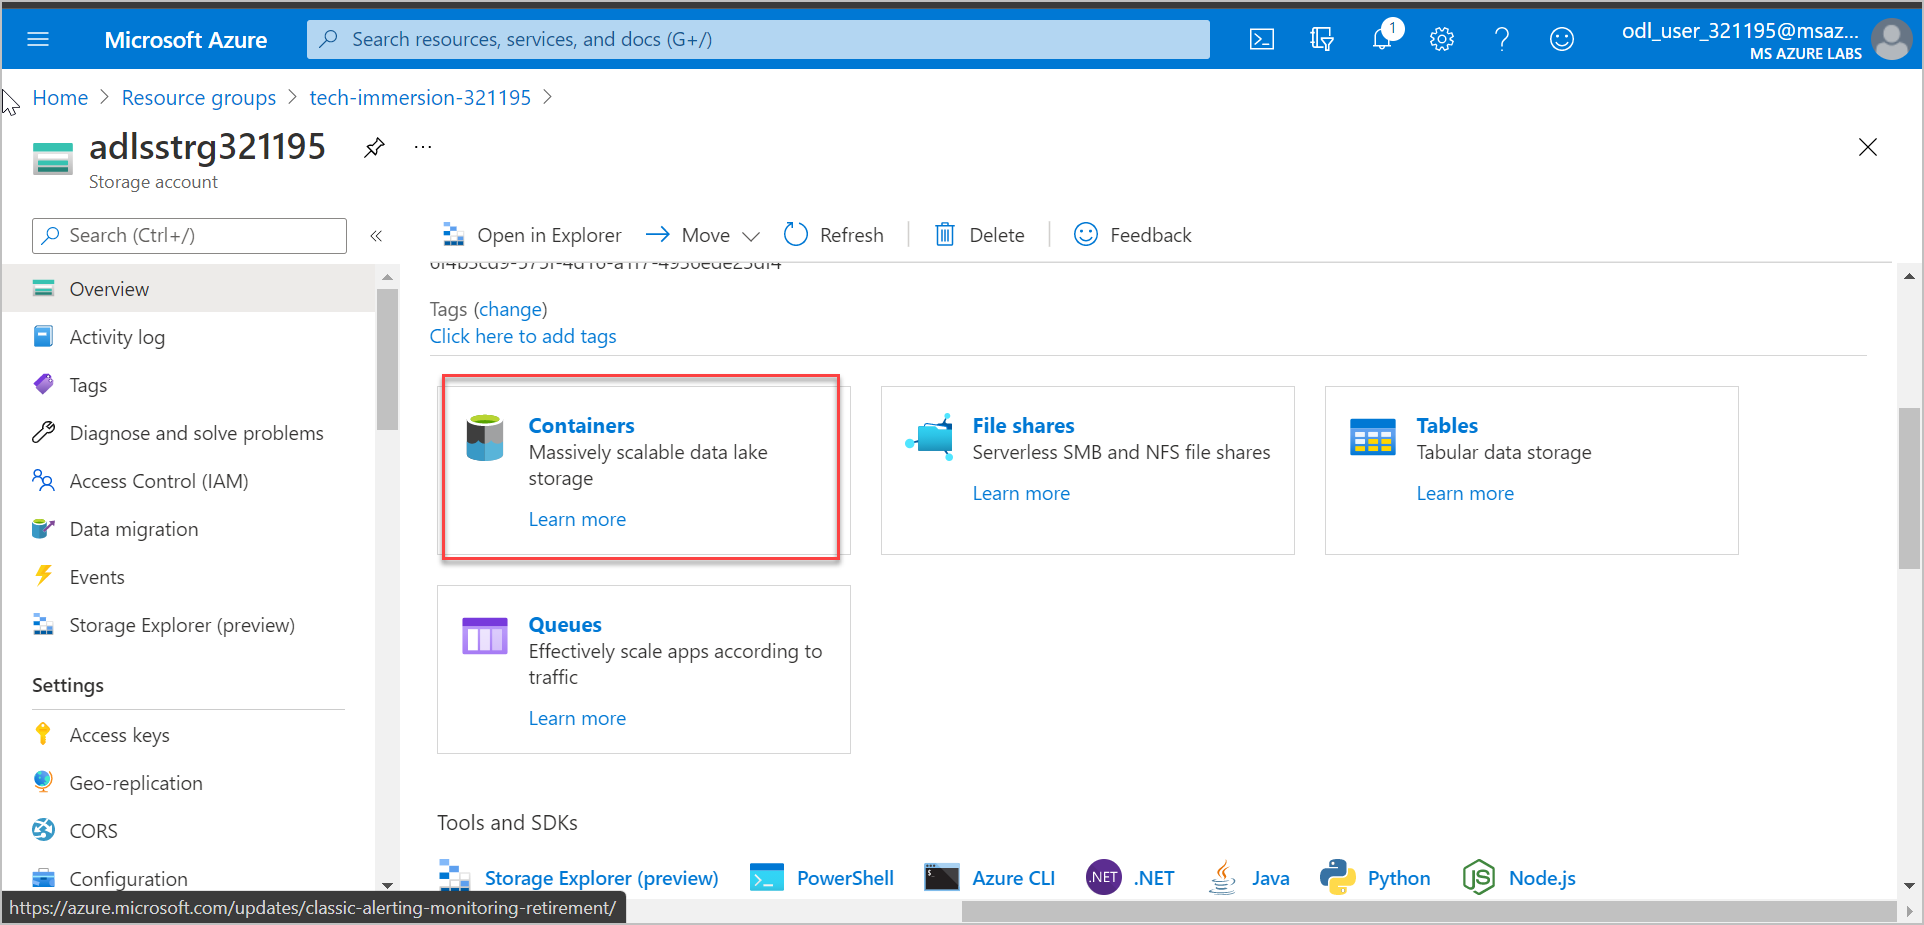 Microsoft Azure
Search resources, services, and docs (G+/)
1
odl_user_321195@msaz...
MS AZURE LABS
Home > Resource groups > tech-immersion-321195 >
adlsstrg321195
Storage account
Search (Ctrl+/)
Open in Explorer
Move
Refresh
Delete
Feedback
Overview
Activity log
Tags
Diagnose and solve problems
Access Control (IAM)
Data migration
Events
Storage Explorer (preview)
Settings
Access keys
Geo-replication
CORS
Configuration
Tags (change)
Click here to add tags
Containers
Massively scalable data lake
storage
Learn more
File shares
Serverless SMB and NFS file shares
Learn more
Tables
Tabular data storage
Learn more
Queues
Effectively scale apps according to
traffic
Learn more
Tools and SDKs
Storage Explorer (preview)
PowerShell
Azure CLI
.NET
.NET
Java
Python
JS
Node.js
https://azure.microsoft.com/updates/classic-alerting-monitoring-retirement/